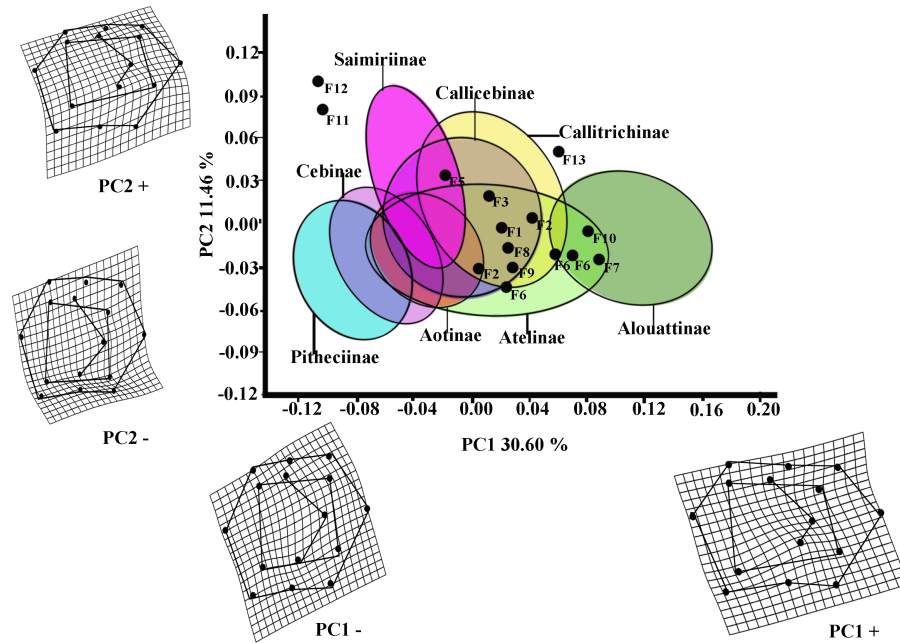 0.12
Saimiriinae
F12
0.09
Callicebinae
F11
0.06
Callitrichinae
F13
PC2 +
Cebinae
0.03
F5
F3
PC2 11.46 %
0.00
F1
F2
F10
F8
-0.03
F2
F9
F6
F6
F7
F6
-0.06
Aotinae
Atelinae
Alouattinae
-0.09
Pitheciinae
-0.12
-0.12
-0.08
-0.04
0.00
0.04
0.08
0.12
0.16
0.20
PC2 -
PC1 30.60 %
PC1 -
PC1 +